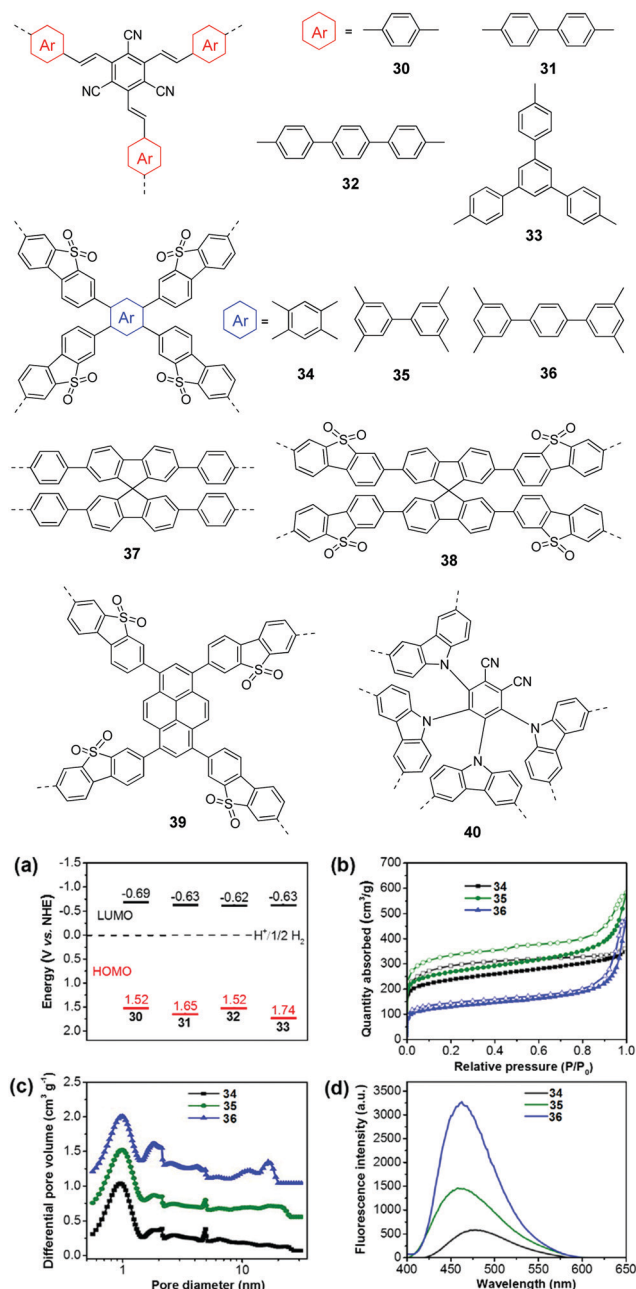 Ar
CN
Ar
Ar
=
30
31
CN
CN
Ar
32
33
O O
S
O O
S
Ar
Ar
=
34
35
36
S
O O
S
O O
37
O O
S
O O
S
S
O O
S
O O
38
O O
S
S
O O
O O
S
S
O O
39
N
CN
CN
N
N
N
40
(a)
Energy (V vs. NHE)
-1.5
-1.0
-0.5
0.0
0.5
1.0
1.5
2.0
-0.69
-0.63
-0.62
-0.63
LUMO
H⁺/1/2 H₂
HOMO
1.52
1.65
1.52
1.74
30
31
32
33
(b)
Quantity absorbed (cm³/g)
700
600
500
400
300
200
100
0
34
35
36
0.0 0.2 0.4 0.6 0.8 1.0
Relative pressure (P/P₀)
(c)
Differential pore volume (cm³ g⁻¹)
2.5
2.0
1.5
1.0
0.5
0.0
34
35
36
1 10
Pore diameter (nm)
(d)
Fluorescence intensity (a.u.)
3500
3000
2500
2000
1500
1000
500
0
34
35
36
400 450 500 550 600 650
Wavelength (nm)